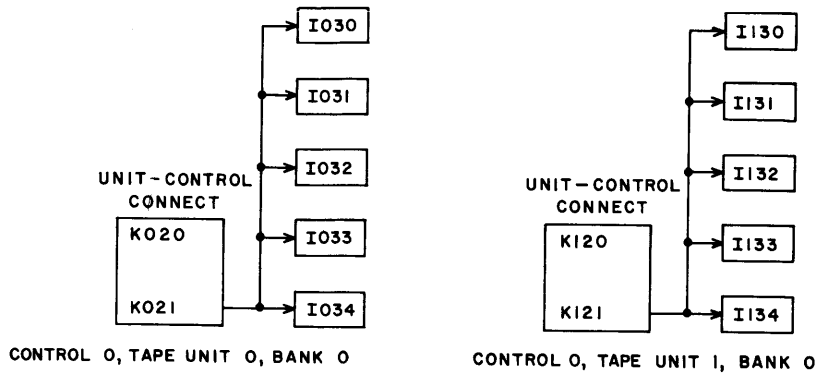 I030
I031
I032
UNIT-CONTROL
CONNECT
K020
I033
K021
I034
CONTROL 0, TAPE UNIT 0, BANK 0
I130
I131
I132
UNIT-CONTROL
CONNECT
K120
I133
K121
I134
CONTROL 0, TAPE UNIT 1, BANK 0